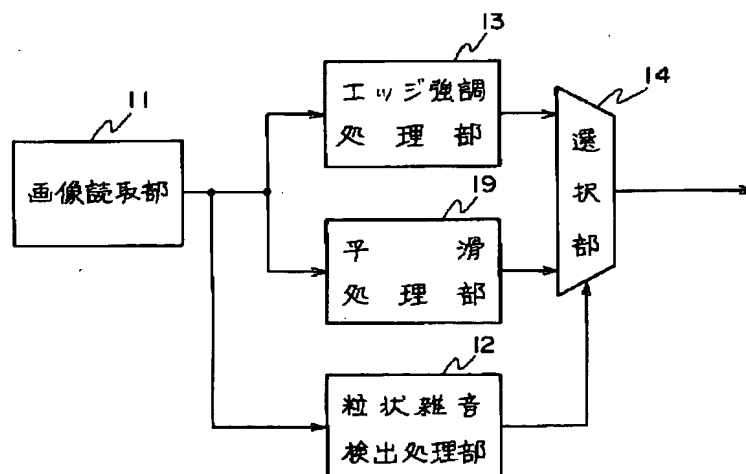 11
画像読取部
13
エッジ強調
処理部
14
選択部
19
平滑
処理部
12
粒状雑音
検出処理部